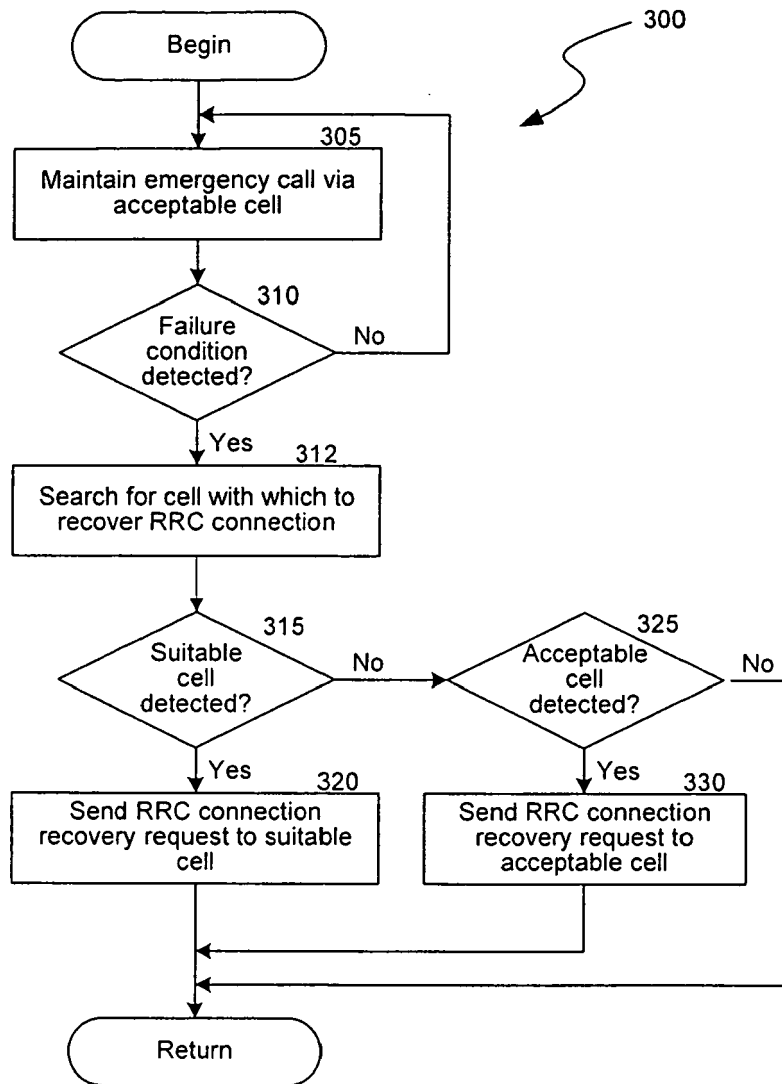 Begin
300
305
Maintain emergency call via
acceptable cell
310
Failure
condition
detected?
No
Yes
312
Search for cell with which to
recover RRC connection
315
Suitable
cell
detected?
No
325
Acceptable
cell
detected?
No
Yes
320
Send RRC connection
recovery request to suitable
cell
Yes
330
Send RRC connection
recovery request to
acceptable cell
Return